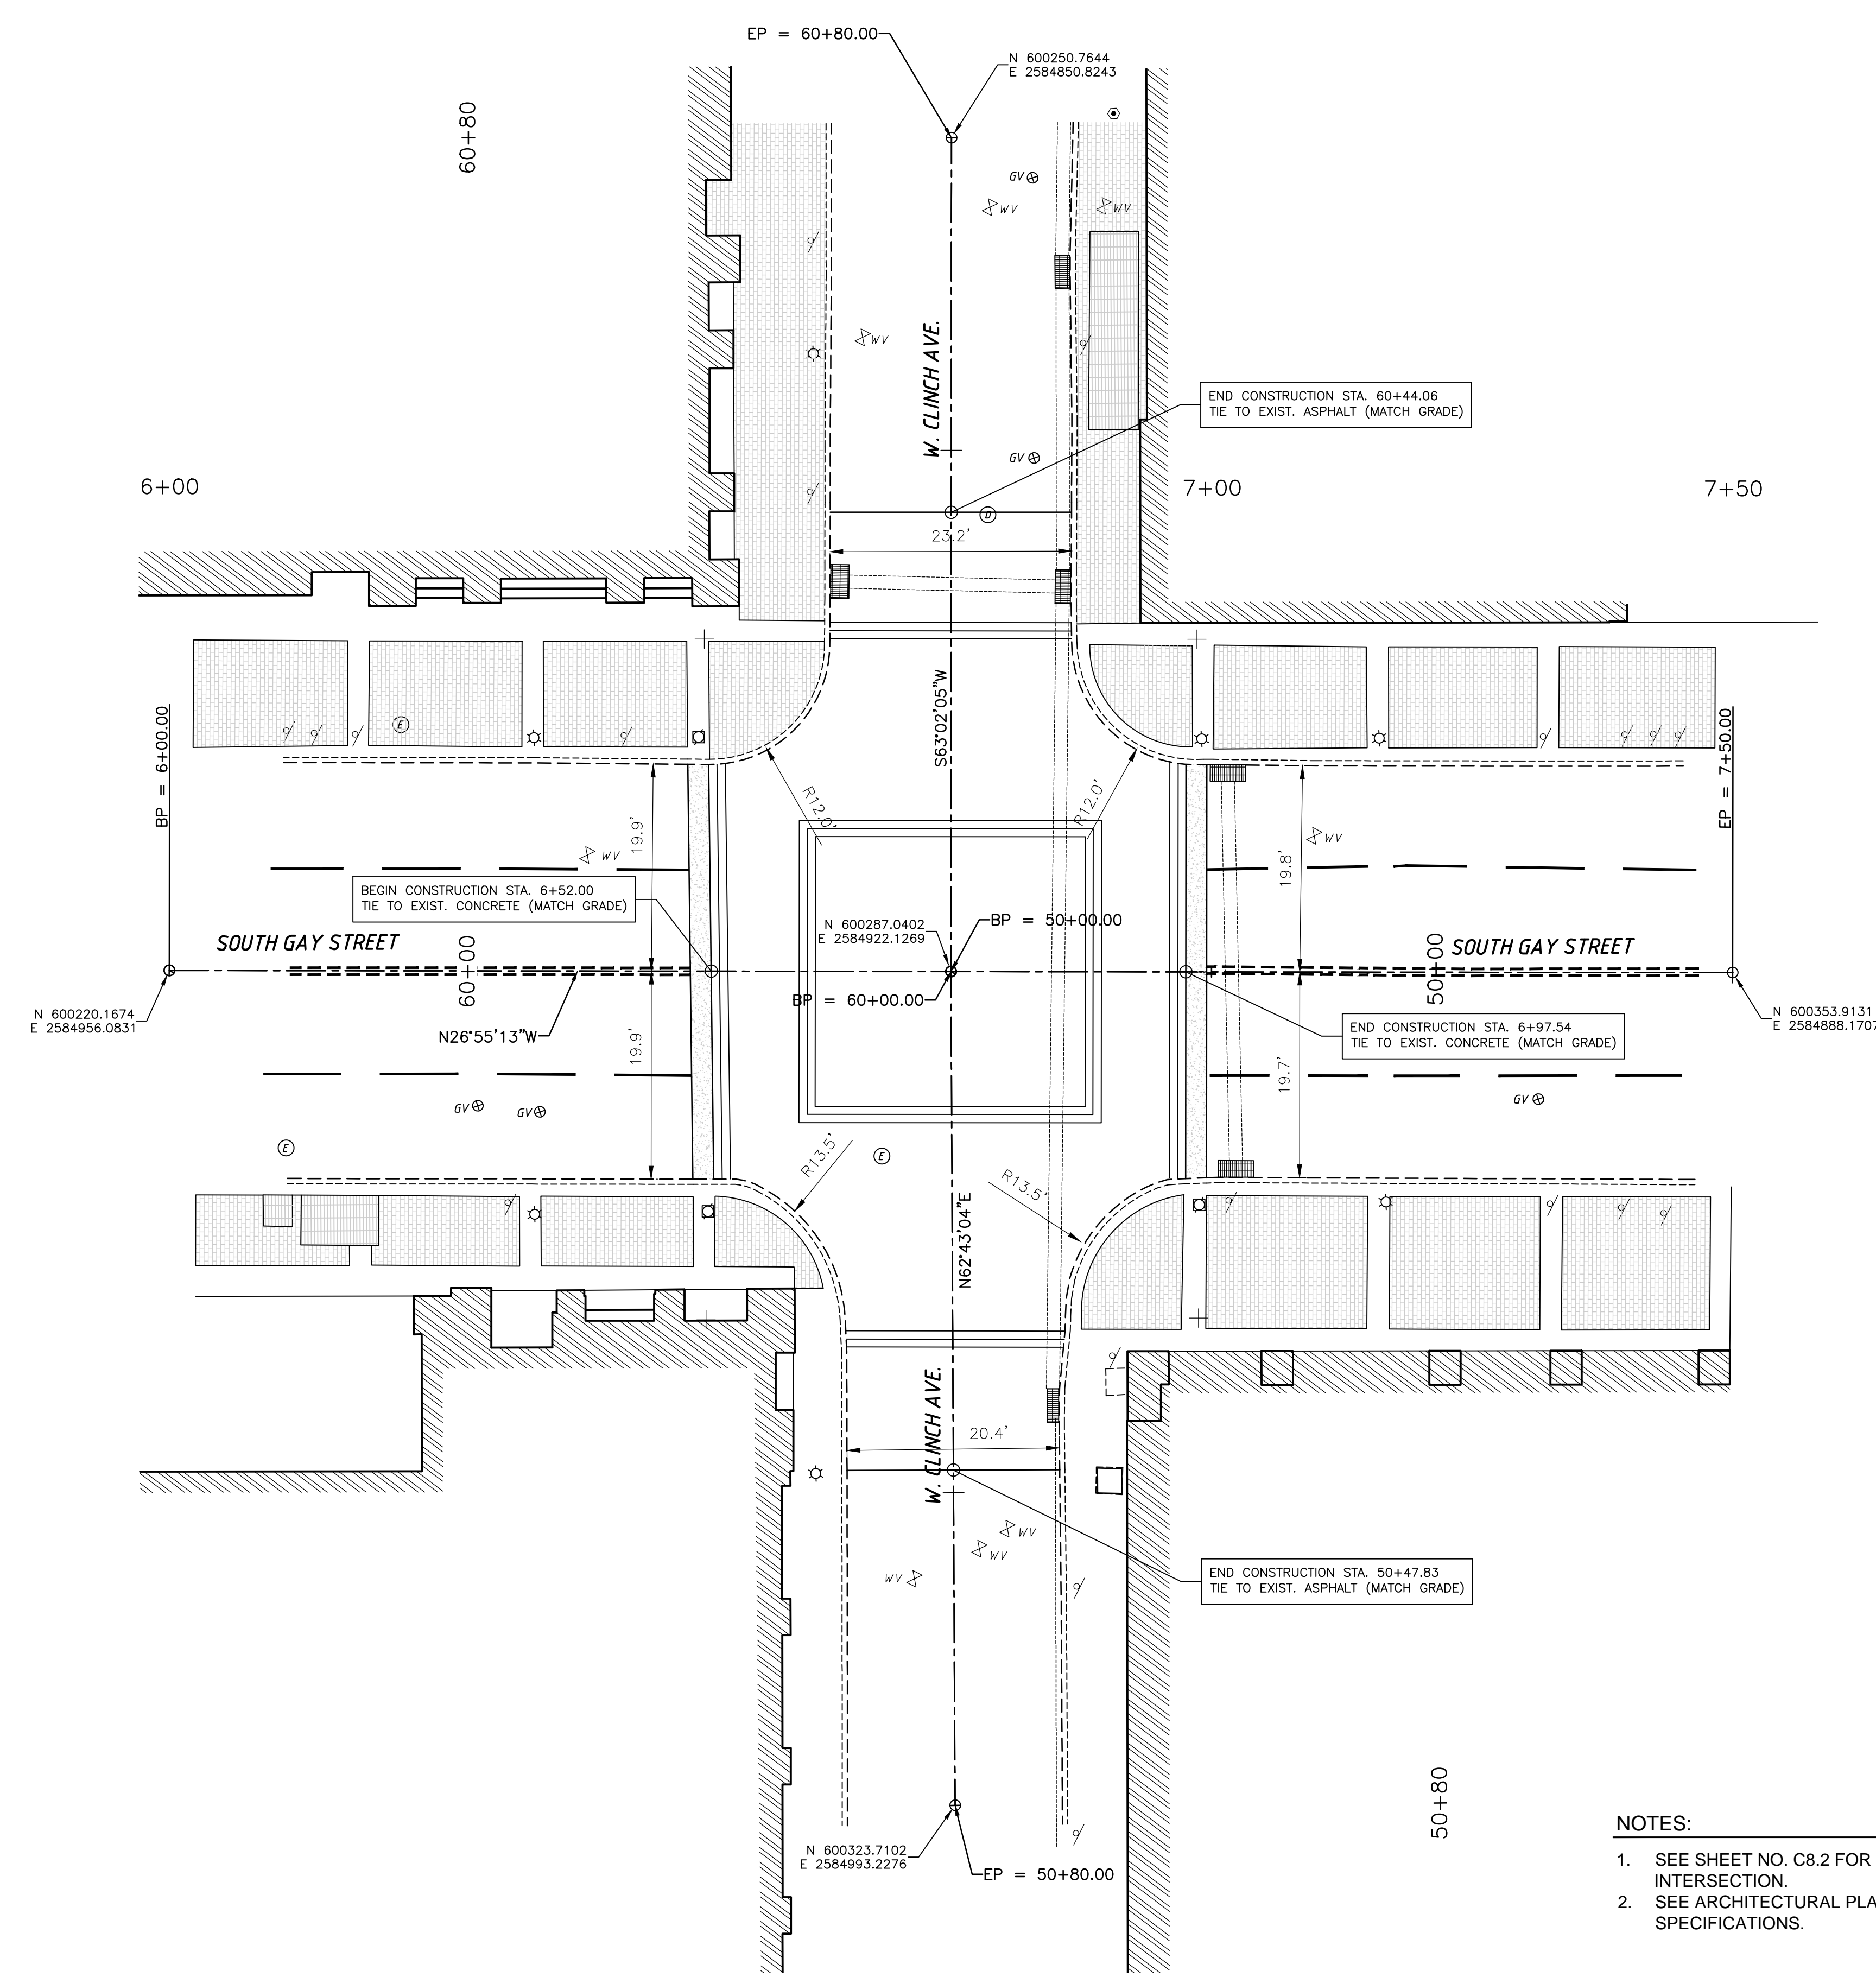 EP = 60+80.00
N 600250.7644
E 2584850.8243
60+80
GV
WV
WV
WV
W. CLINCH AVE.
END CONSTRUCTION STA. 60+44.06
TIE TO EXIST. ASPHALT (MATCH GRADE)
GV
6+00
7+00
7+50
D
23.2'
S63°02'05"W
E
BP = 6+00.00
EP = 7+50.00
R12.0'
R12.0'
19.9'
19.8'
WV
WV
BEGIN CONSTRUCTION STA. 6+52.00
TIE TO EXIST. CONCRETE (MATCH GRADE)
N 600287.0402
E 2584922.1269
BP = 50+00.00
SOUTH GAY STREET
SOUTH GAY STREET
60+00
50+00
BP = 60+00.00
N 600220.1674
E 2584956.0831
N 600353.9131
E 2584888.1707
N26°55'13"W
END CONSTRUCTION STA. 6+97.54
TIE TO EXIST. CONCRETE (MATCH GRADE)
19.9'
19.7'
GV
GV
GV
E
E
R13.5'
R13.5'
N62°43'04"E
W. CLINCH AVE.
20.4'
WV
WV
WV
END CONSTRUCTION STA. 50+47.83
TIE TO EXIST. ASPHALT (MATCH GRADE)
50+80
N 600323.7102
E 2584993.2276
EP = 50+80.00
NOTES:
1. SEE SHEET NO. C8.2 FOR
INTERSECTION.
2. SEE ARCHITECTURAL PLA
SPECIFICATIONS.